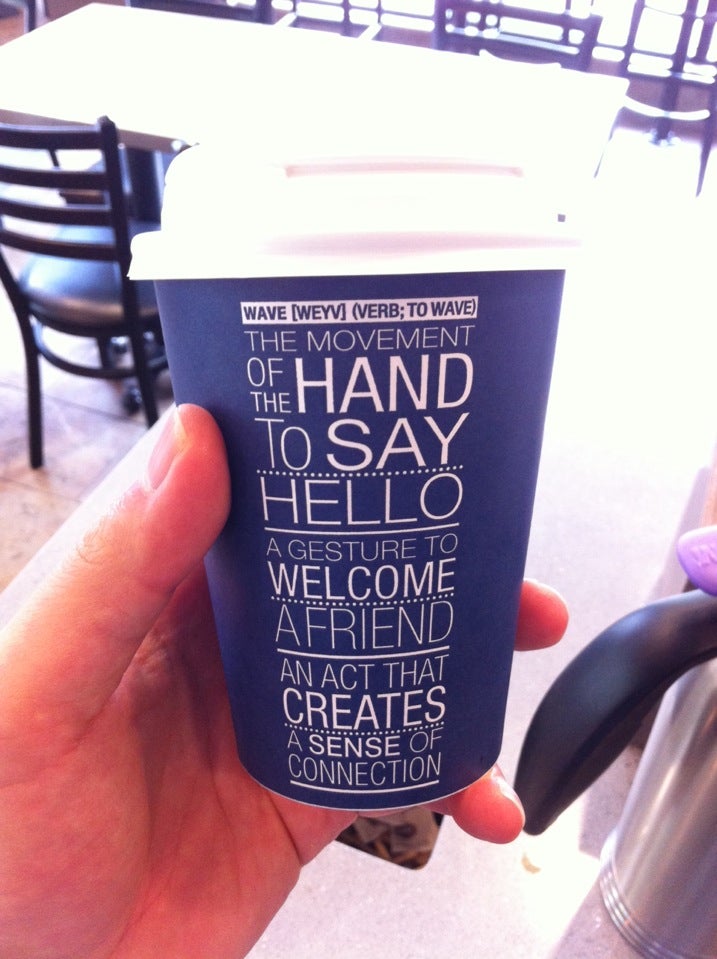 WAVE [WEYV] (VERB; TO WAVE)
THE MOVEMENT
OF THE HAND
TO SAY
HELLO
A GESTURE TO
WELCOME
A FRIEND
AN ACT THAT
CREATES
A SENSE OF
CONNECTION